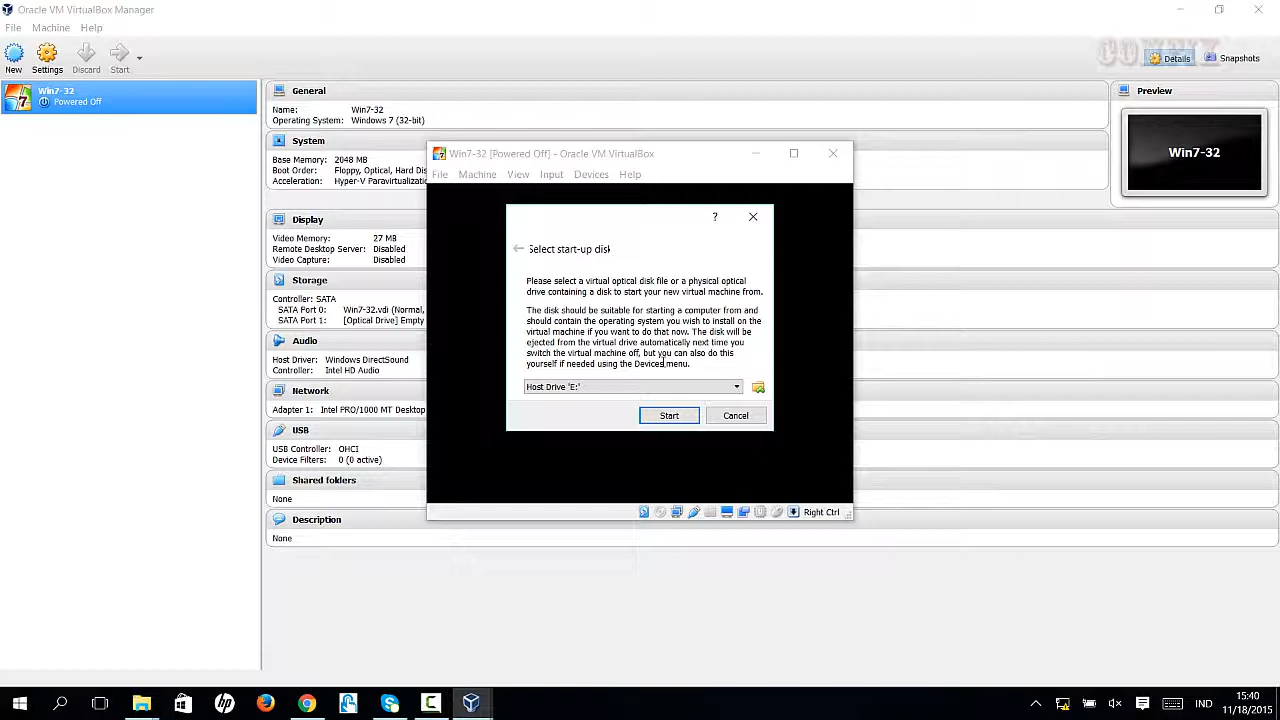 Oracle VM VirtualBox Manager
File Machine Help
New Settings Discard Start
Details Snapshots
Win7-32
Powered Off
General
Name: Win7-32
Operating System: Windows 7 (32-bit)
System
Base Memory: 2048 MB
Boot Order: Floppy, Optical, Hard Dis
Acceleration: Hyper-V Paravirtualizatio
Display
Video Memory: 27 MB
Remote Desktop Server: Disabled
Video Capture: Disabled
Storage
Controller: SATA
SATA Port 0: Win7-32.vdi (Normal,
SATA Port 1: [Optical Drive] Empty
Audio
Host Driver: Windows DirectSound
Controller: Intel HD Audio
Network
Adapter 1: Intel PRO/1000 MT Desktop
USB
USB Controller: OHCI
Device Filters: 0 (0 active)
Shared folders
None
Description
None
Preview
Win7-32
Win7-32 [Powered Off] - Oracle VM VirtualBox
File Machine View Input Devices Help
?
Select start-up disk
Please select a virtual optical disk file or a physical optical
drive containing a disk to start your new virtual machine from.
The disk should be suitable for starting a computer from and
should contain the operating system you wish to install on the
virtual machine if you want to do that now. The disk will be
ejected from the virtual drive automatically next time you
switch the virtual machine off, but you can also do this
yourself if needed using the Devices menu.
Host Drive 'E:'
Start Cancel
Right Ctrl
hp
IND
15:40
11/18/2015